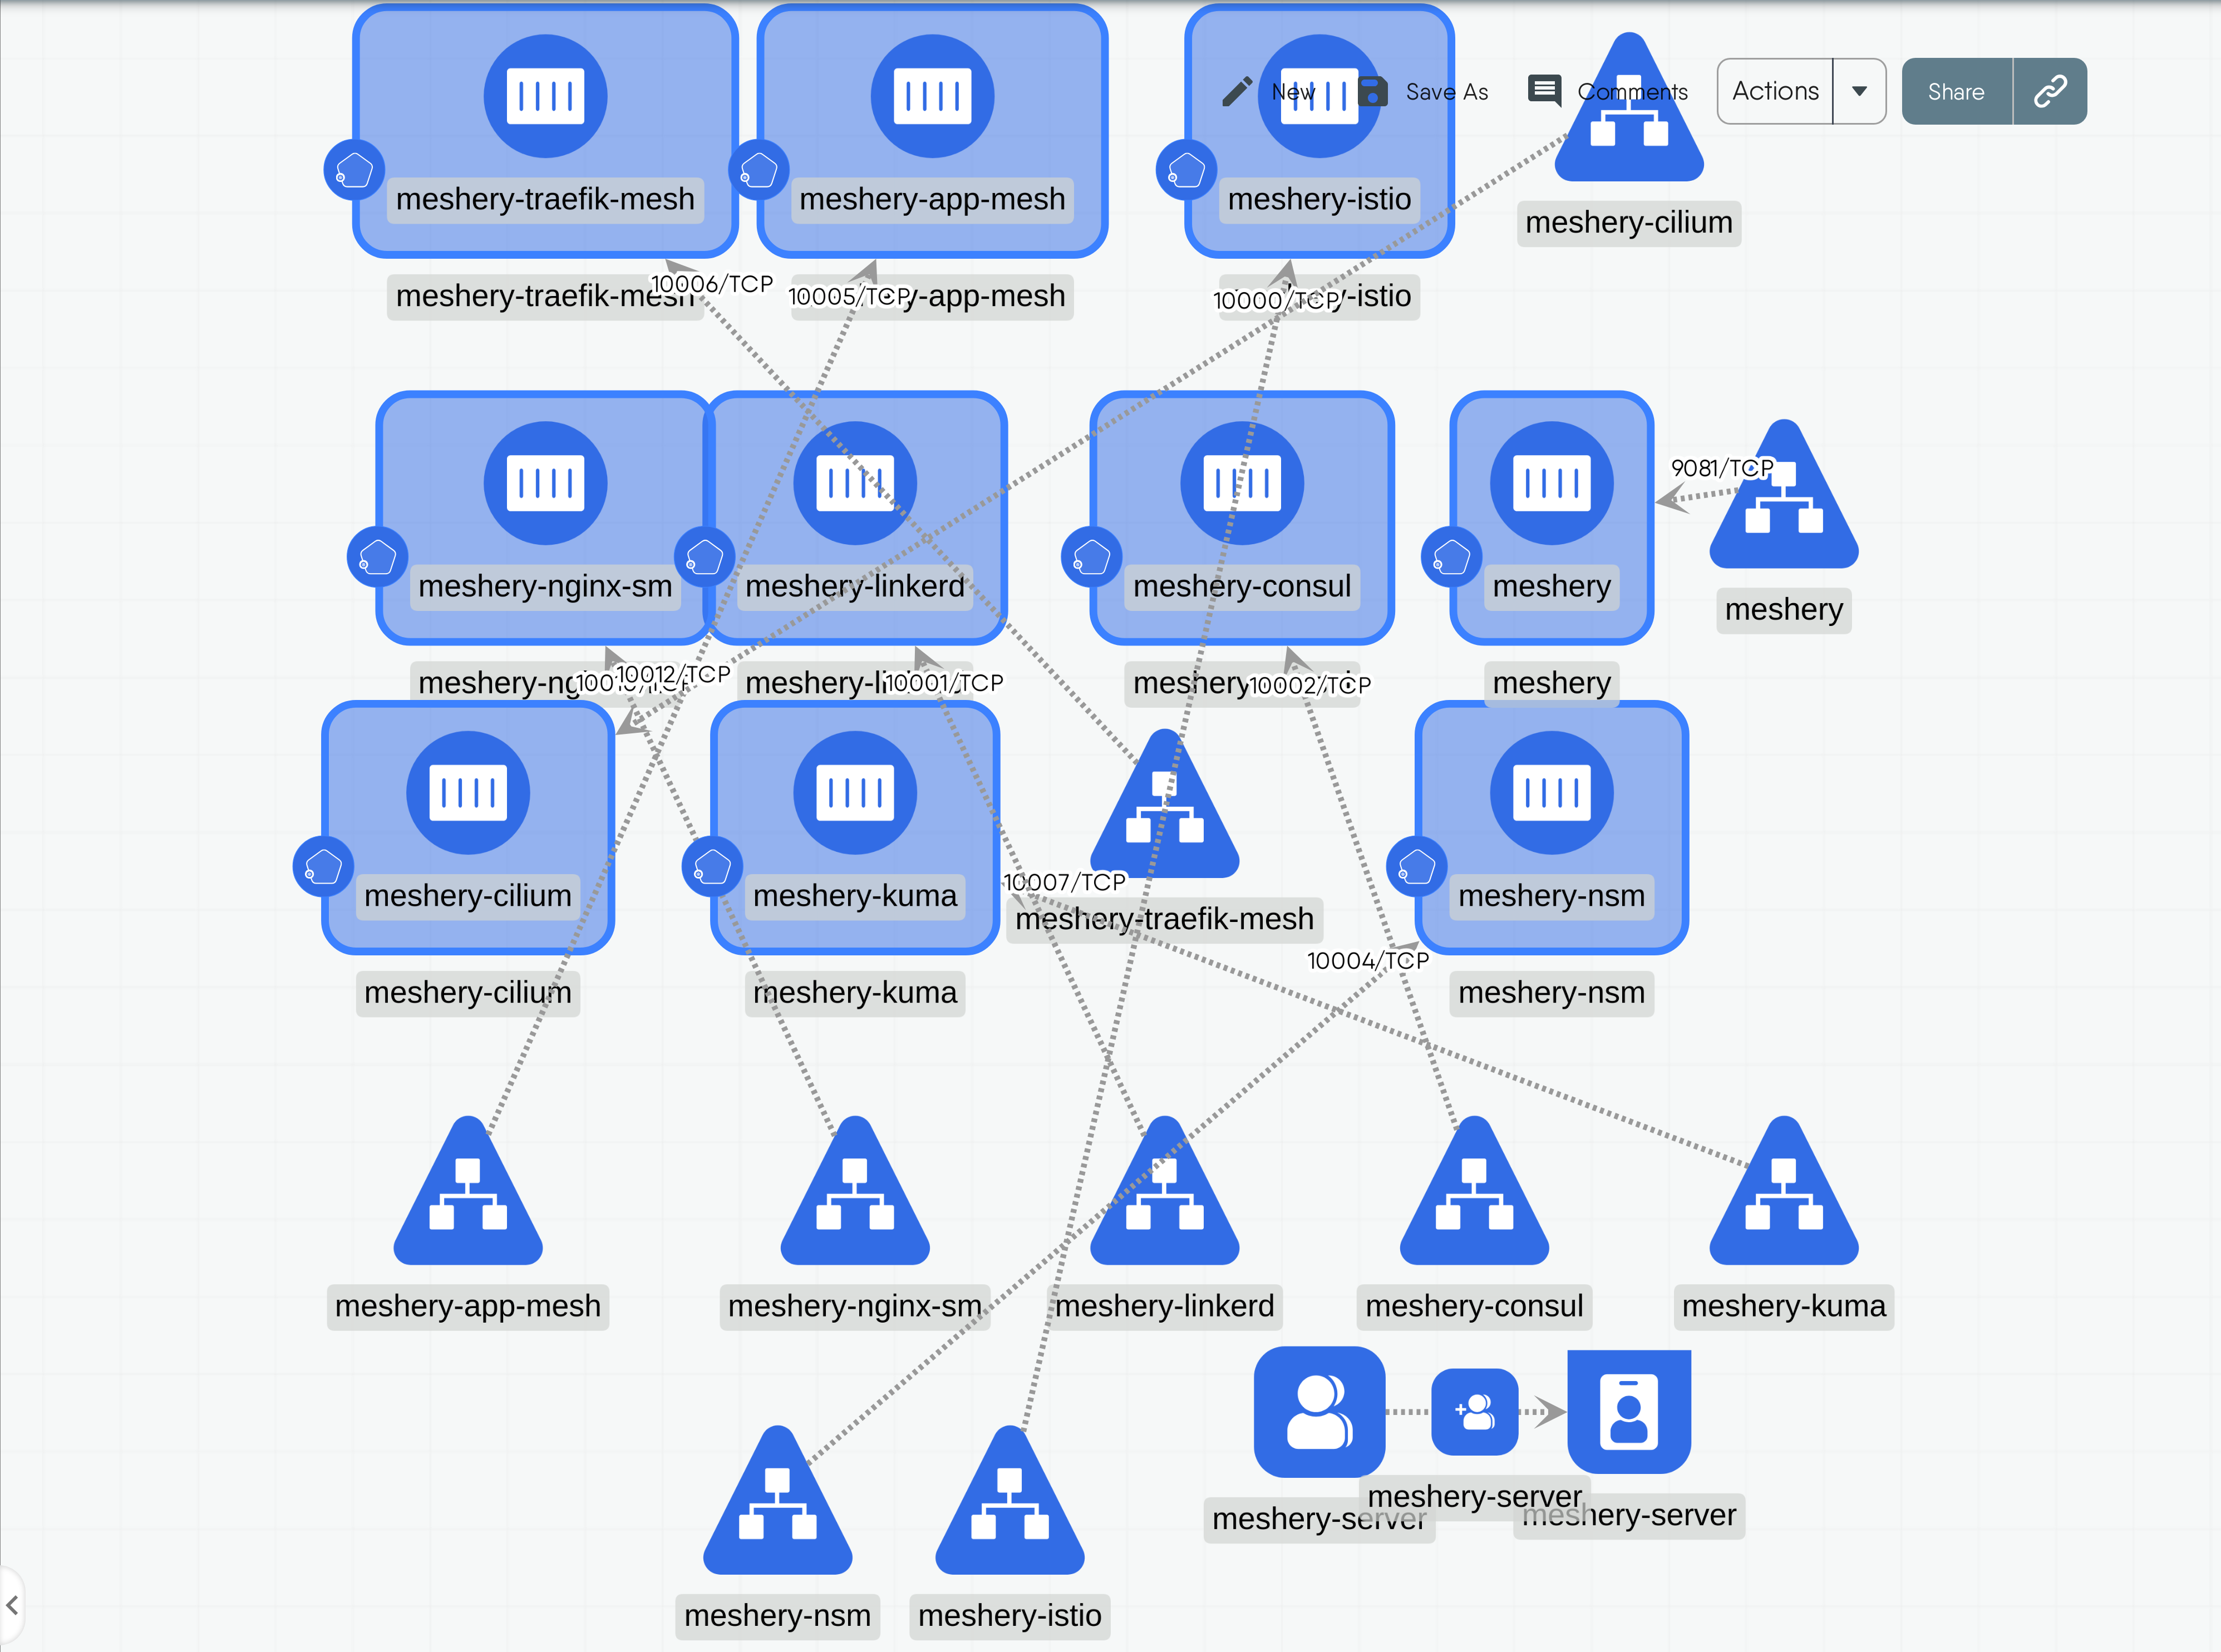 New
Save As
Comments
Actions
Share
meshery-traefik-mesh
meshery-app-mesh
meshery-istio
meshery-cilium
meshery-traefik-mesh
10006/TCP
10005/TCP
-app-mesh
10000/TCP
-istio
9081/TCP
meshery-nginx-sm
meshery-linkerd
meshery-consul
meshery
meshery
meshery-ng
10012/TCP
meshery-li
10001/TCP
meshery
10002/TCP
meshery
meshery-cilium
meshery-kuma
10007/TCP
meshery-traefik-mesh
meshery-nsm
10004/TCP
meshery-cilium
meshery-kuma
meshery-nsm
meshery-app-mesh
meshery-nginx-sm
meshery-linkerd
meshery-consul
meshery-kuma
meshery-server
meshery-server
meshery-server
meshery-nsm
meshery-istio